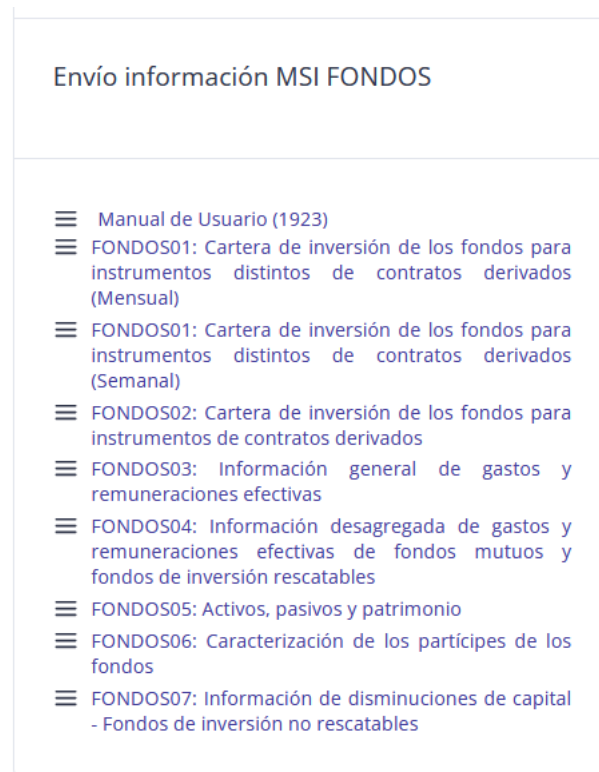 Envío información MSI FONDOS
Manual de Usuario (1923)
FONDOS01: Cartera de inversión de los fondos para
instrumentos distintos de contratos derivados
(Mensual)
FONDOS01: Cartera de inversión de los fondos para
instrumentos distintos de contratos derivados
(Semanal)
FONDOS02: Cartera de inversión de los fondos para
instrumentos de contratos derivados
FONDOS03: Información general de gastos y
remuneraciones efectivas
FONDOS04: Información desagregada de gastos y
remuneraciones efectivas de fondos mutuos y
fondos de inversión rescatables
FONDOS05: Activos, pasivos y patrimonio
FONDOS06: Caracterización de los partícipes de los
fondos
FONDOS07: Información de disminuciones de capital
- Fondos de inversión no rescatables